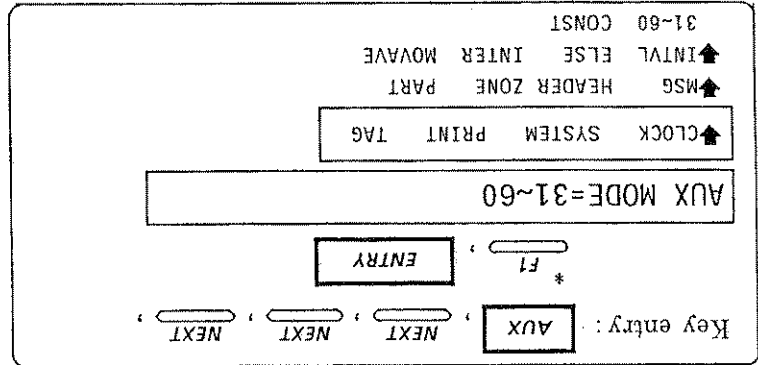 Key entry: AUX , NEXT , NEXT , NEXT ,
* F1 , ENTRY
AUX MODE=31~60
CLOCK SYSTEM PRINT TAG
MSG HEADER ZONE PART
INTVL ELSE INTER MOVAVE
31~60 CONST